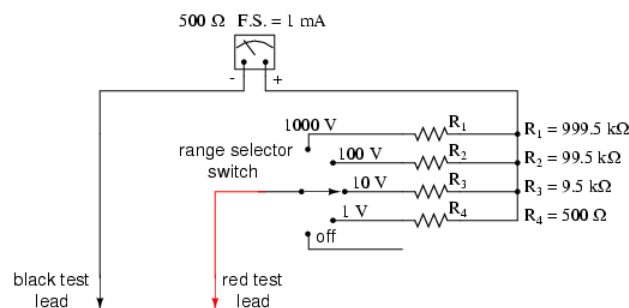 500 Ω F.S. = 1 mA
- +
1000 V R1 R1 = 999.5 kΩ
range selector
switch
100 V R2 R2 = 99.5 kΩ
10 V R3 R3 = 9.5 kΩ
1 V R4 R4 = 500 Ω
off
black test
lead
red test
lead